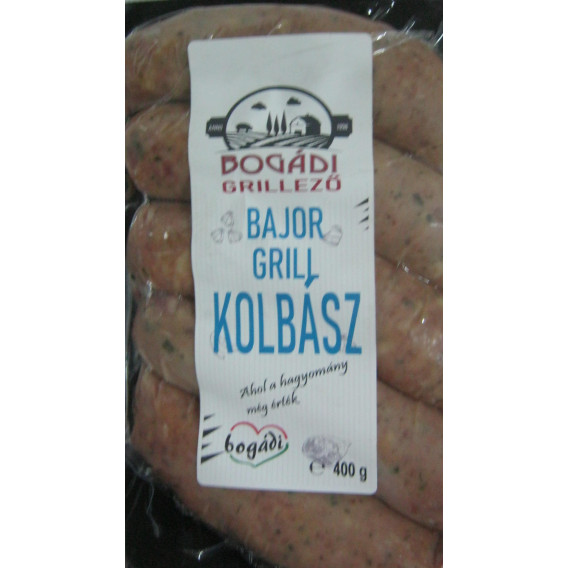 BOGÁDI
GRILLEZŐ
BAJOR
GRILL
KOLBÁSZ
Ahol a hagyomány
még érték
bogádi
℮ 400 g